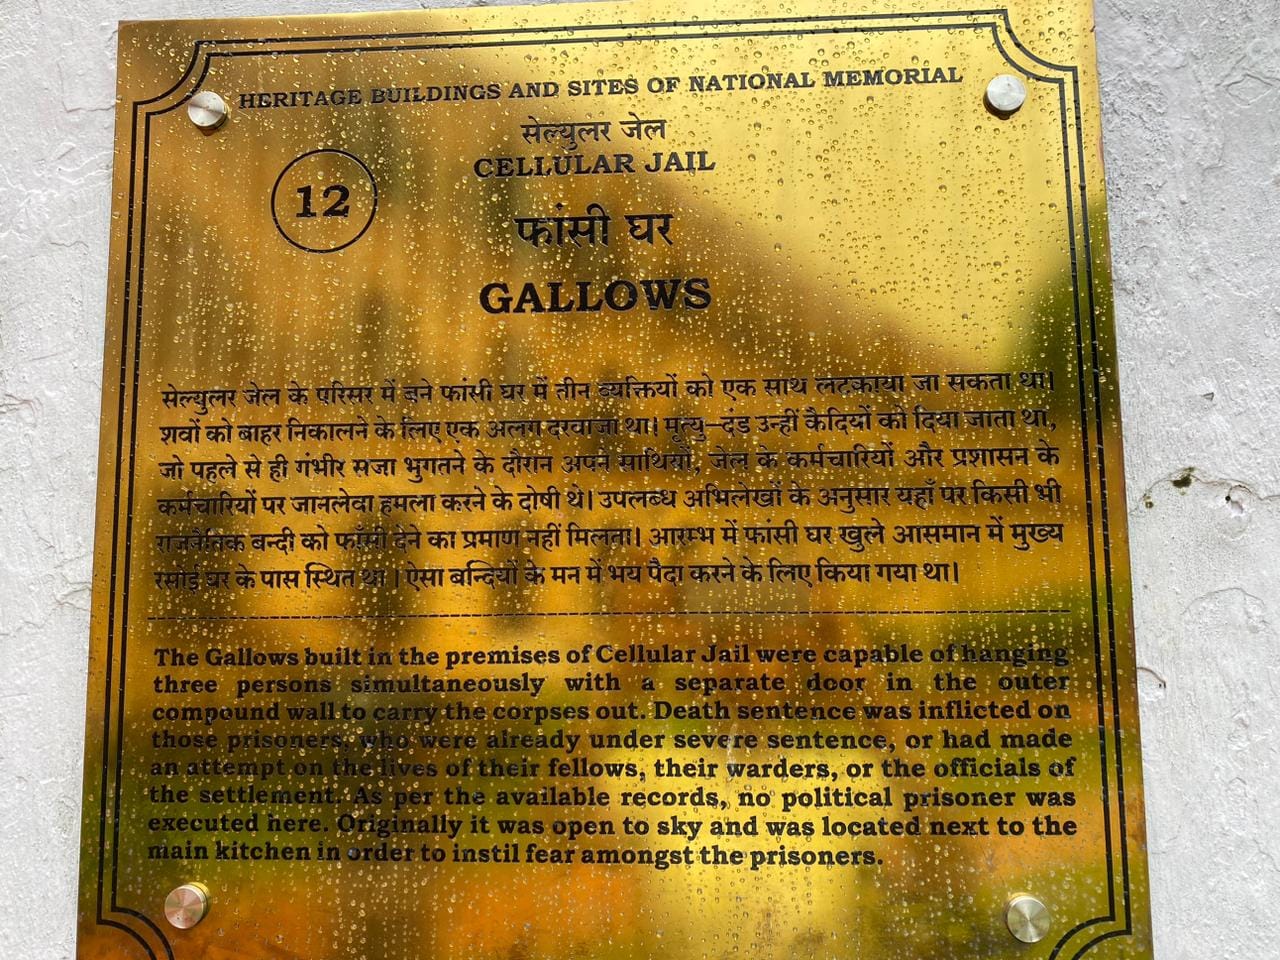 HERITAGE BUILDINGS AND SITES OF NATIONAL MEMORIAL
सेल्युलर जेल
CELLULAR JAIL
12
फांसी घर
GALLOWS
सेल्युलर जेल के परिसर में बने फांसी घर में तीन व्यक्तियों को एक साथ लटकाया जा सकता था।
शवों को बाहर निकालने के लिए एक अलग दरवाजा था। मृत्यु–दंड उन्हीं कैदियों को दिया जाता था,
जो पहले से ही गंभीर सजा भुगतने के दौरान अपने साथियों, जेल के कर्मचारियों और प्रशासन के
कर्मचारियों पर जानलेवा हमला करने के दोषी थे। उपलब्ध अभिलेखों के अनुसार यहाँ पर किसी भी
राजनैतिक बन्दी को फाँसी देने का प्रमाण नहीं मिलता। आरम्भ में फांसी घर खुले आसमान में मुख्य
रसोई घर के पास स्थित था। ऐसा बन्दियों के मन में भय पैदा करने के लिए किया गया था।
The Gallows built in the premises of Cellular Jail were capable of hanging
three persons simultaneously with a separate door in the outer
compound wall to carry the corpses out. Death sentence was inflicted on
those prisoners, who were already under severe sentence, or had made
an attempt on the lives of their fellows, their warders, or the officials of
the settlement. As per the available records, no political prisoner was
executed here. Originally it was open to sky and was located next to the
main kitchen in order to instil fear amongst the prisoners.